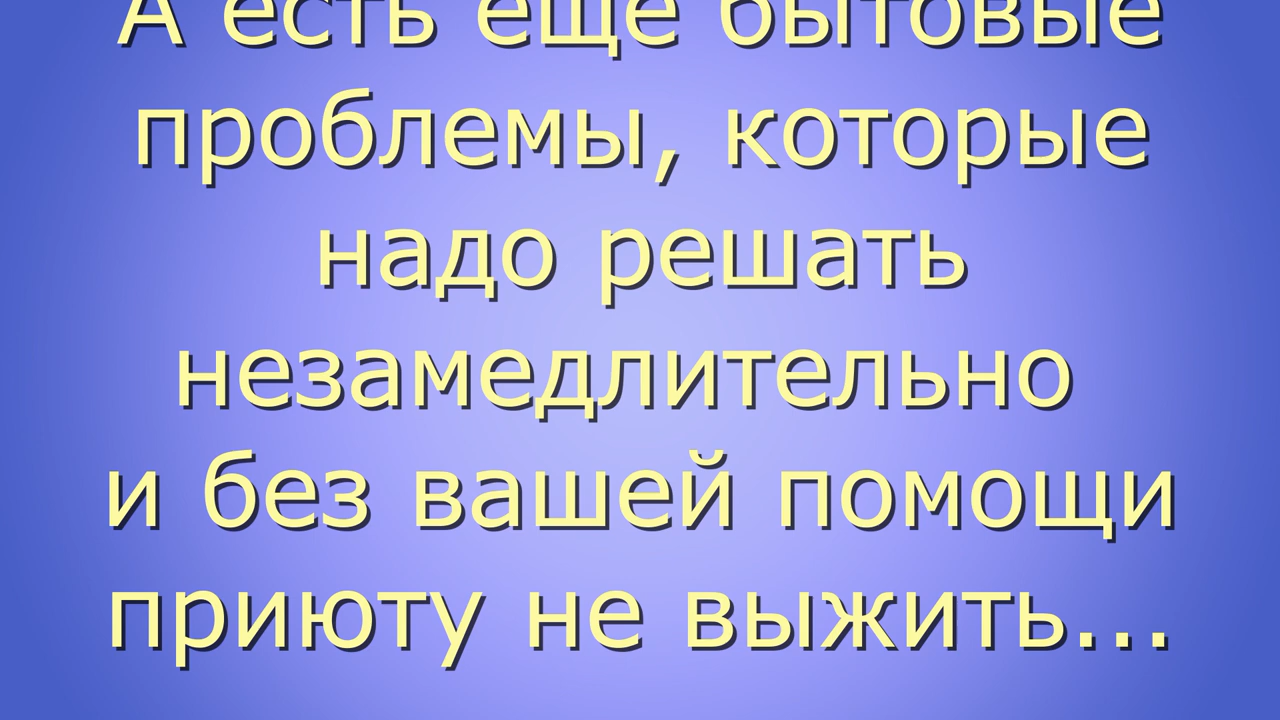 А есть еще бытовые
проблемы, которые
надо решать
незамедлительно
и без вашей помощи
приюту не выжить...